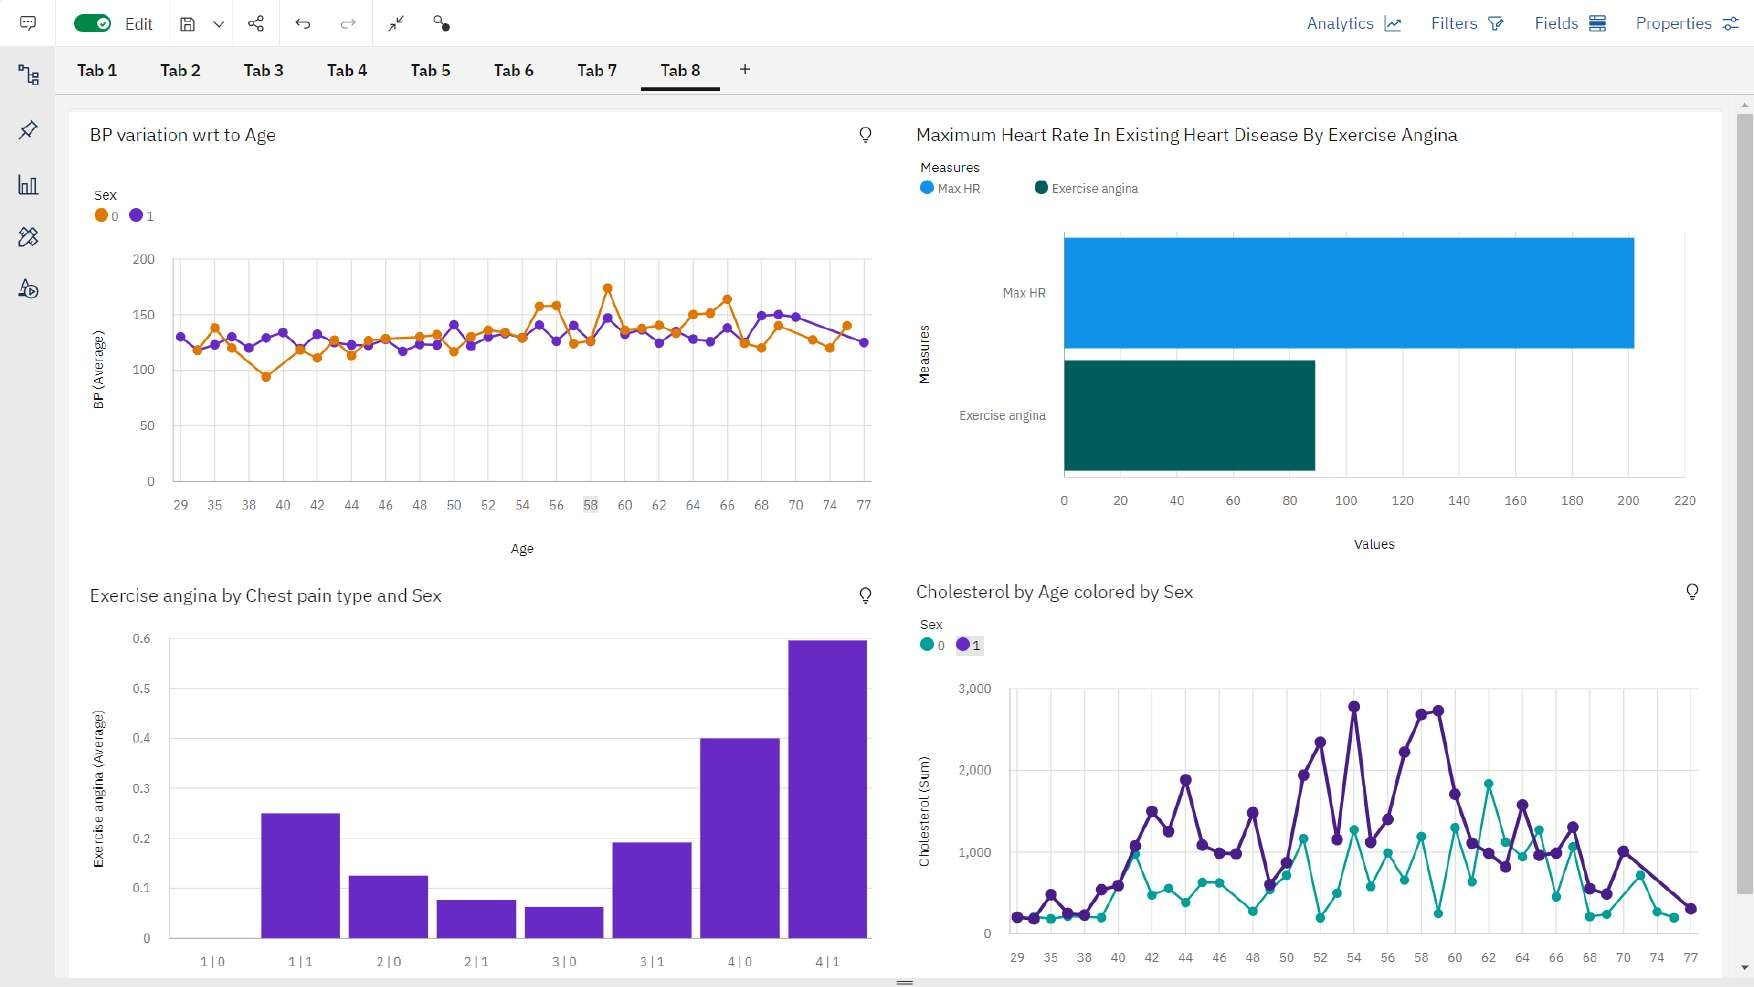 Edit
Analytics Filters Fields Properties
Tab 1 Tab 2 Tab 3 Tab 4 Tab 5 Tab 6 Tab 7 Tab 8 +
BP variation wrt to Age
Sex
0 1
200
150
100
50
0
BP (Average)
29 35 38 40 42 44 46 48 50 52 54 56 58 60 62 64 66 68 70 74 77
Age
Maximum Heart Rate In Existing Heart Disease By Exercise Angina
Measures
Max HR Exercise angina
Measures
Max HR
Exercise angina
0 20 40 60 80 100 120 140 160 180 200 220
Values
Exercise angina by Chest pain type and Sex
0.6
0.5
0.4
0.3
0.2
0.1
0
Exercise angina (Average)
1|0 1|1 2|0 2|1 3|0 3|1 4|0 4|1
Cholesterol by Age colored by Sex
Sex
0 1
3,000
2,000
1,000
0
Cholesterol (Sum)
29 35 38 40 42 44 46 48 50 52 54 56 58 60 62 64 66 68 70 74 77